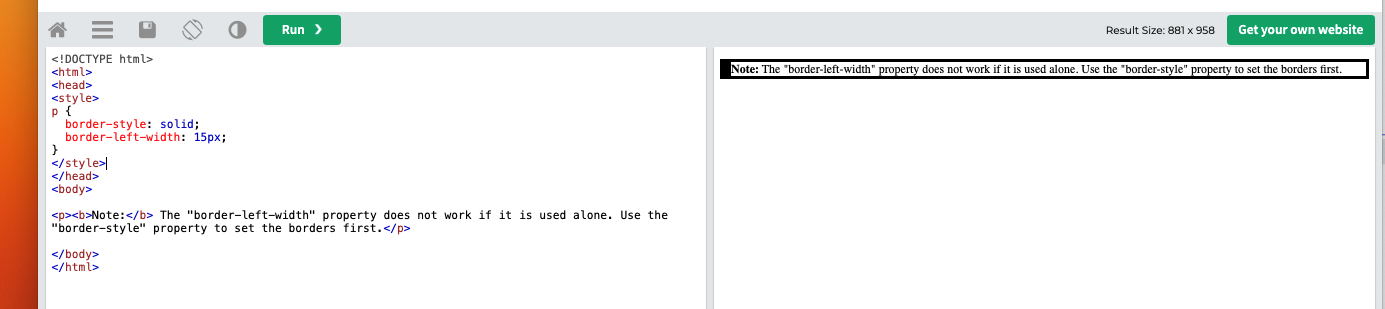 Run ❯
Result Size: 881 x 958
Get your own website
<!DOCTYPE html>
<html>
<head>
<style>
p {
  border-style: solid;
  border-left-width: 15px;
}
</style>
</head>
<body>
<p><b>Note:</b> The "border-left-width" property does not work if it is used alone. Use the
"border-style" property to set the borders first.</p>
</body>
</html>
Note: The "border-left-width" property does not work if it is used alone. Use the "border-style" property to set the borders first.